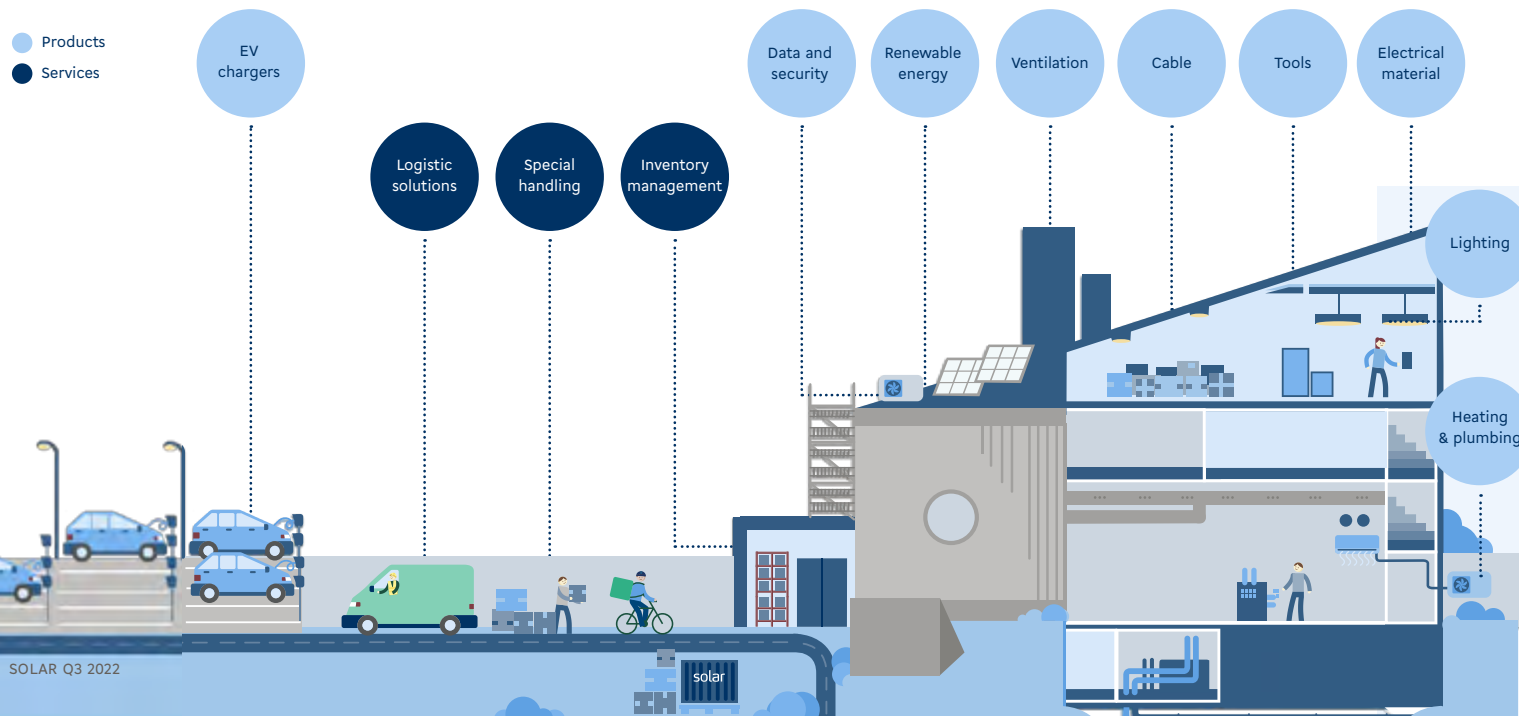 Products
Services
EV
chargers
Data and
security
Renewable
energy
Ventilation
Cable
Tools
Electrical
material
Logistic
solutions
Special
handling
Inventory
management
Lighting
Heating
& plumbing
SOLAR Q3 2022
solar